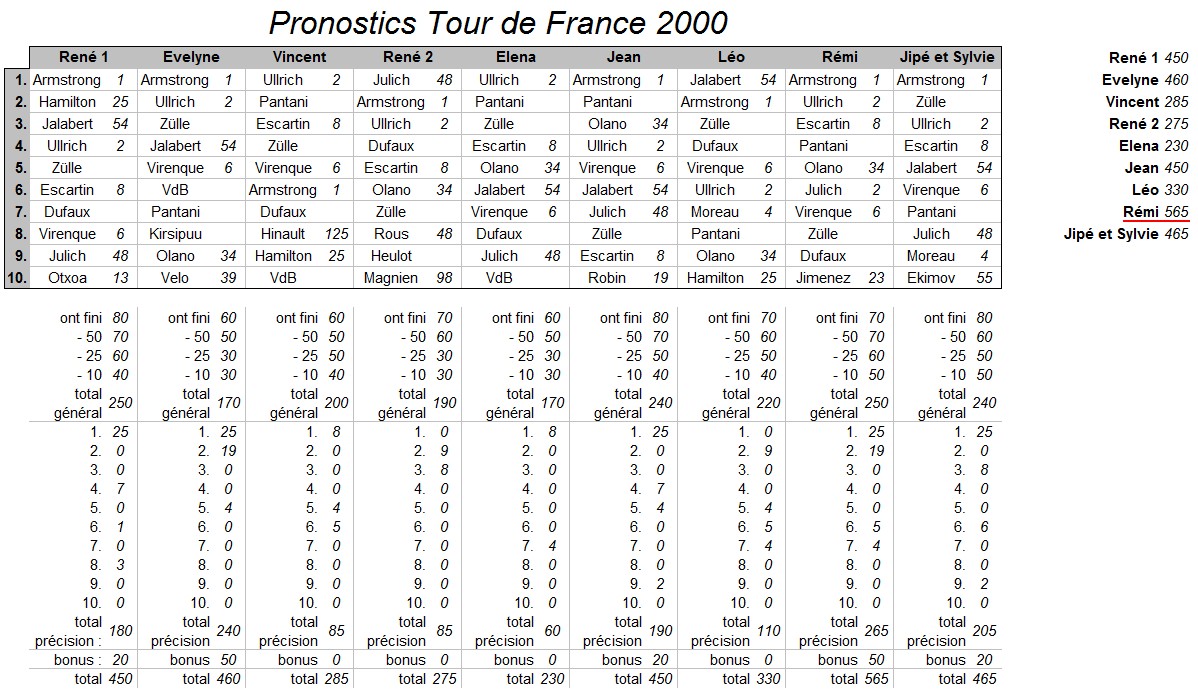 Pronostics Tour de France 2000
René 1 Evelyne Vincent René 2 Elena Jean Léo Rémi Jipé et Sylvie René 1 450
1. Armstrong 1 Armstrong 1 Ullrich 2 Julich 48 Ullrich 2 Armstrong 1 Jalabert 54 Armstrong 1 Armstrong 1 Evelyne 460
2. Hamilton 25 Ullrich 2 Pantani Armstrong 1 Pantani Pantani Armstrong 1 Ullrich 2 Zülle Vincent 285
3. Jalabert 54 Zülle Escartin 8 Ullrich 2 Zülle Olano 34 Zülle Escartin 8 Ullrich 2 René 2 275
4. Ullrich 2 Jalabert 54 Zülle Dufaux Escartin 8 Ullrich 2 Dufaux Pantani Escartin 8 Elena 230
5. Zülle Virenque 6 Virenque 6 Escartin 8 Olano 34 Virenque 6 Virenque 6 Olano 34 Jalabert 54 Jean 450
6. Escartin 8 VdB Armstrong 1 Olano 34 Jalabert 54 Jalabert 54 Ullrich 2 Julich 2 Virenque 6 Léo 330
7. Dufaux Pantani Dufaux Zülle Virenque 6 Julich 48 Moreau 4 Virenque 6 Pantani Rémi 565
8. Virenque 6 Kirsipuu Hinault 125 Rous 48 Dufaux Zülle Pantani Zülle Julich 48 Jipé et Sylvie 465
9. Julich 48 Olano 34 Hamilton 25 Heulot Julich 48 Escartin 8 Olano 34 Dufaux Moreau 4
10. Otxoa 13 Velo 39 VdB Magnien 98 VdB Robin 19 Hamilton 25 Jimenez 23 Ekimov 55
ont fini 80 ont fini 60 ont fini 60 ont fini 70 ont fini 60 ont fini 80 ont fini 70 ont fini 70 ont fini 80
- 50 70 - 50 50 - 50 50 - 50 60 - 50 50 - 50 70 - 50 60 - 50 70 - 50 60
- 25 60 - 25 30 - 25 50 - 25 30 - 25 30 - 25 50 - 25 50 - 25 60 - 25 50
- 10 40 - 10 30 - 10 40 - 10 30 - 10 30 - 10 40 - 10 40 - 10 50 - 10 50
total général 250 total général 170 total général 200 total général 190 total général 170 total général 240 total général 220 total général 250 total général 240
1. 25 1. 25 1. 8 1. 0 1. 8 1. 25 1. 0 1. 25 1. 25
2. 0 2. 19 2. 0 2. 9 2. 0 2. 0 2. 9 2. 19 2. 0
3. 0 3. 0 3. 0 3. 8 3. 0 3. 0 3. 0 3. 0 3. 8
4. 7 4. 0 4. 0 4. 0 4. 0 4. 7 4. 0 4. 0 4. 0
5. 0 5. 4 5. 4 5. 0 5. 0 5. 4 5. 4 5. 0 5. 0
6. 1 6. 0 6. 5 6. 0 6. 0 6. 0 6. 5 6. 5 6. 6
7. 0 7. 0 7. 0 7. 0 7. 4 7. 0 7. 4 7. 4 7. 0
8. 3 8. 0 8. 0 8. 0 8. 0 8. 0 8. 0 8. 0 8. 0
9. 0 9. 0 9. 0 9. 0 9. 0 9. 2 9. 0 9. 0 9. 2
10. 0 10. 0 10. 0 10. 0 10. 0 10. 0 10. 0 10. 0 10. 0
total précision : 180 total précision 240 total précision 85 total précision 85 total précision 60 total précision 190 total précision 110 total précision 265 total précision 205
bonus : 20 bonus 50 bonus 0 bonus 0 bonus 0 bonus 20 bonus 0 bonus 50 bonus 20
total 450 total 460 total 285 total 275 total 230 total 450 total 330 total 565 total 465